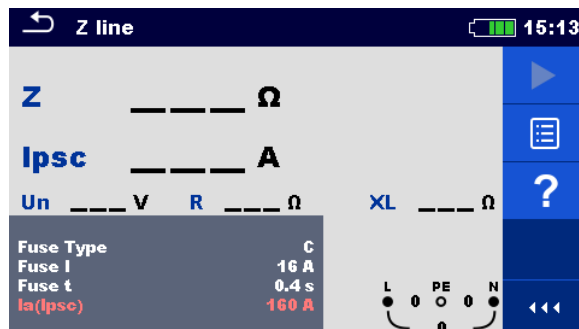 Z line 15:13
Z ___ Ω
Ipsc ___ A
Un ___ V R ___ Ω XL ___ Ω
?
Fuse Type C
Fuse I 16 A
Fuse t 0.4 s
Ia(Ipsc) 160 A
L PE N
0 0
0